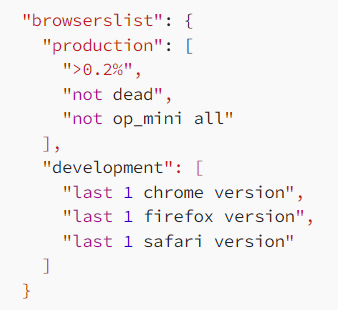 "browserslist": {
"production": [
">0.2%",
"not dead",
"not op_mini all"
],
"development": [
"last 1 chrome version",
"last 1 firefox version",
"last 1 safari version"
]
}